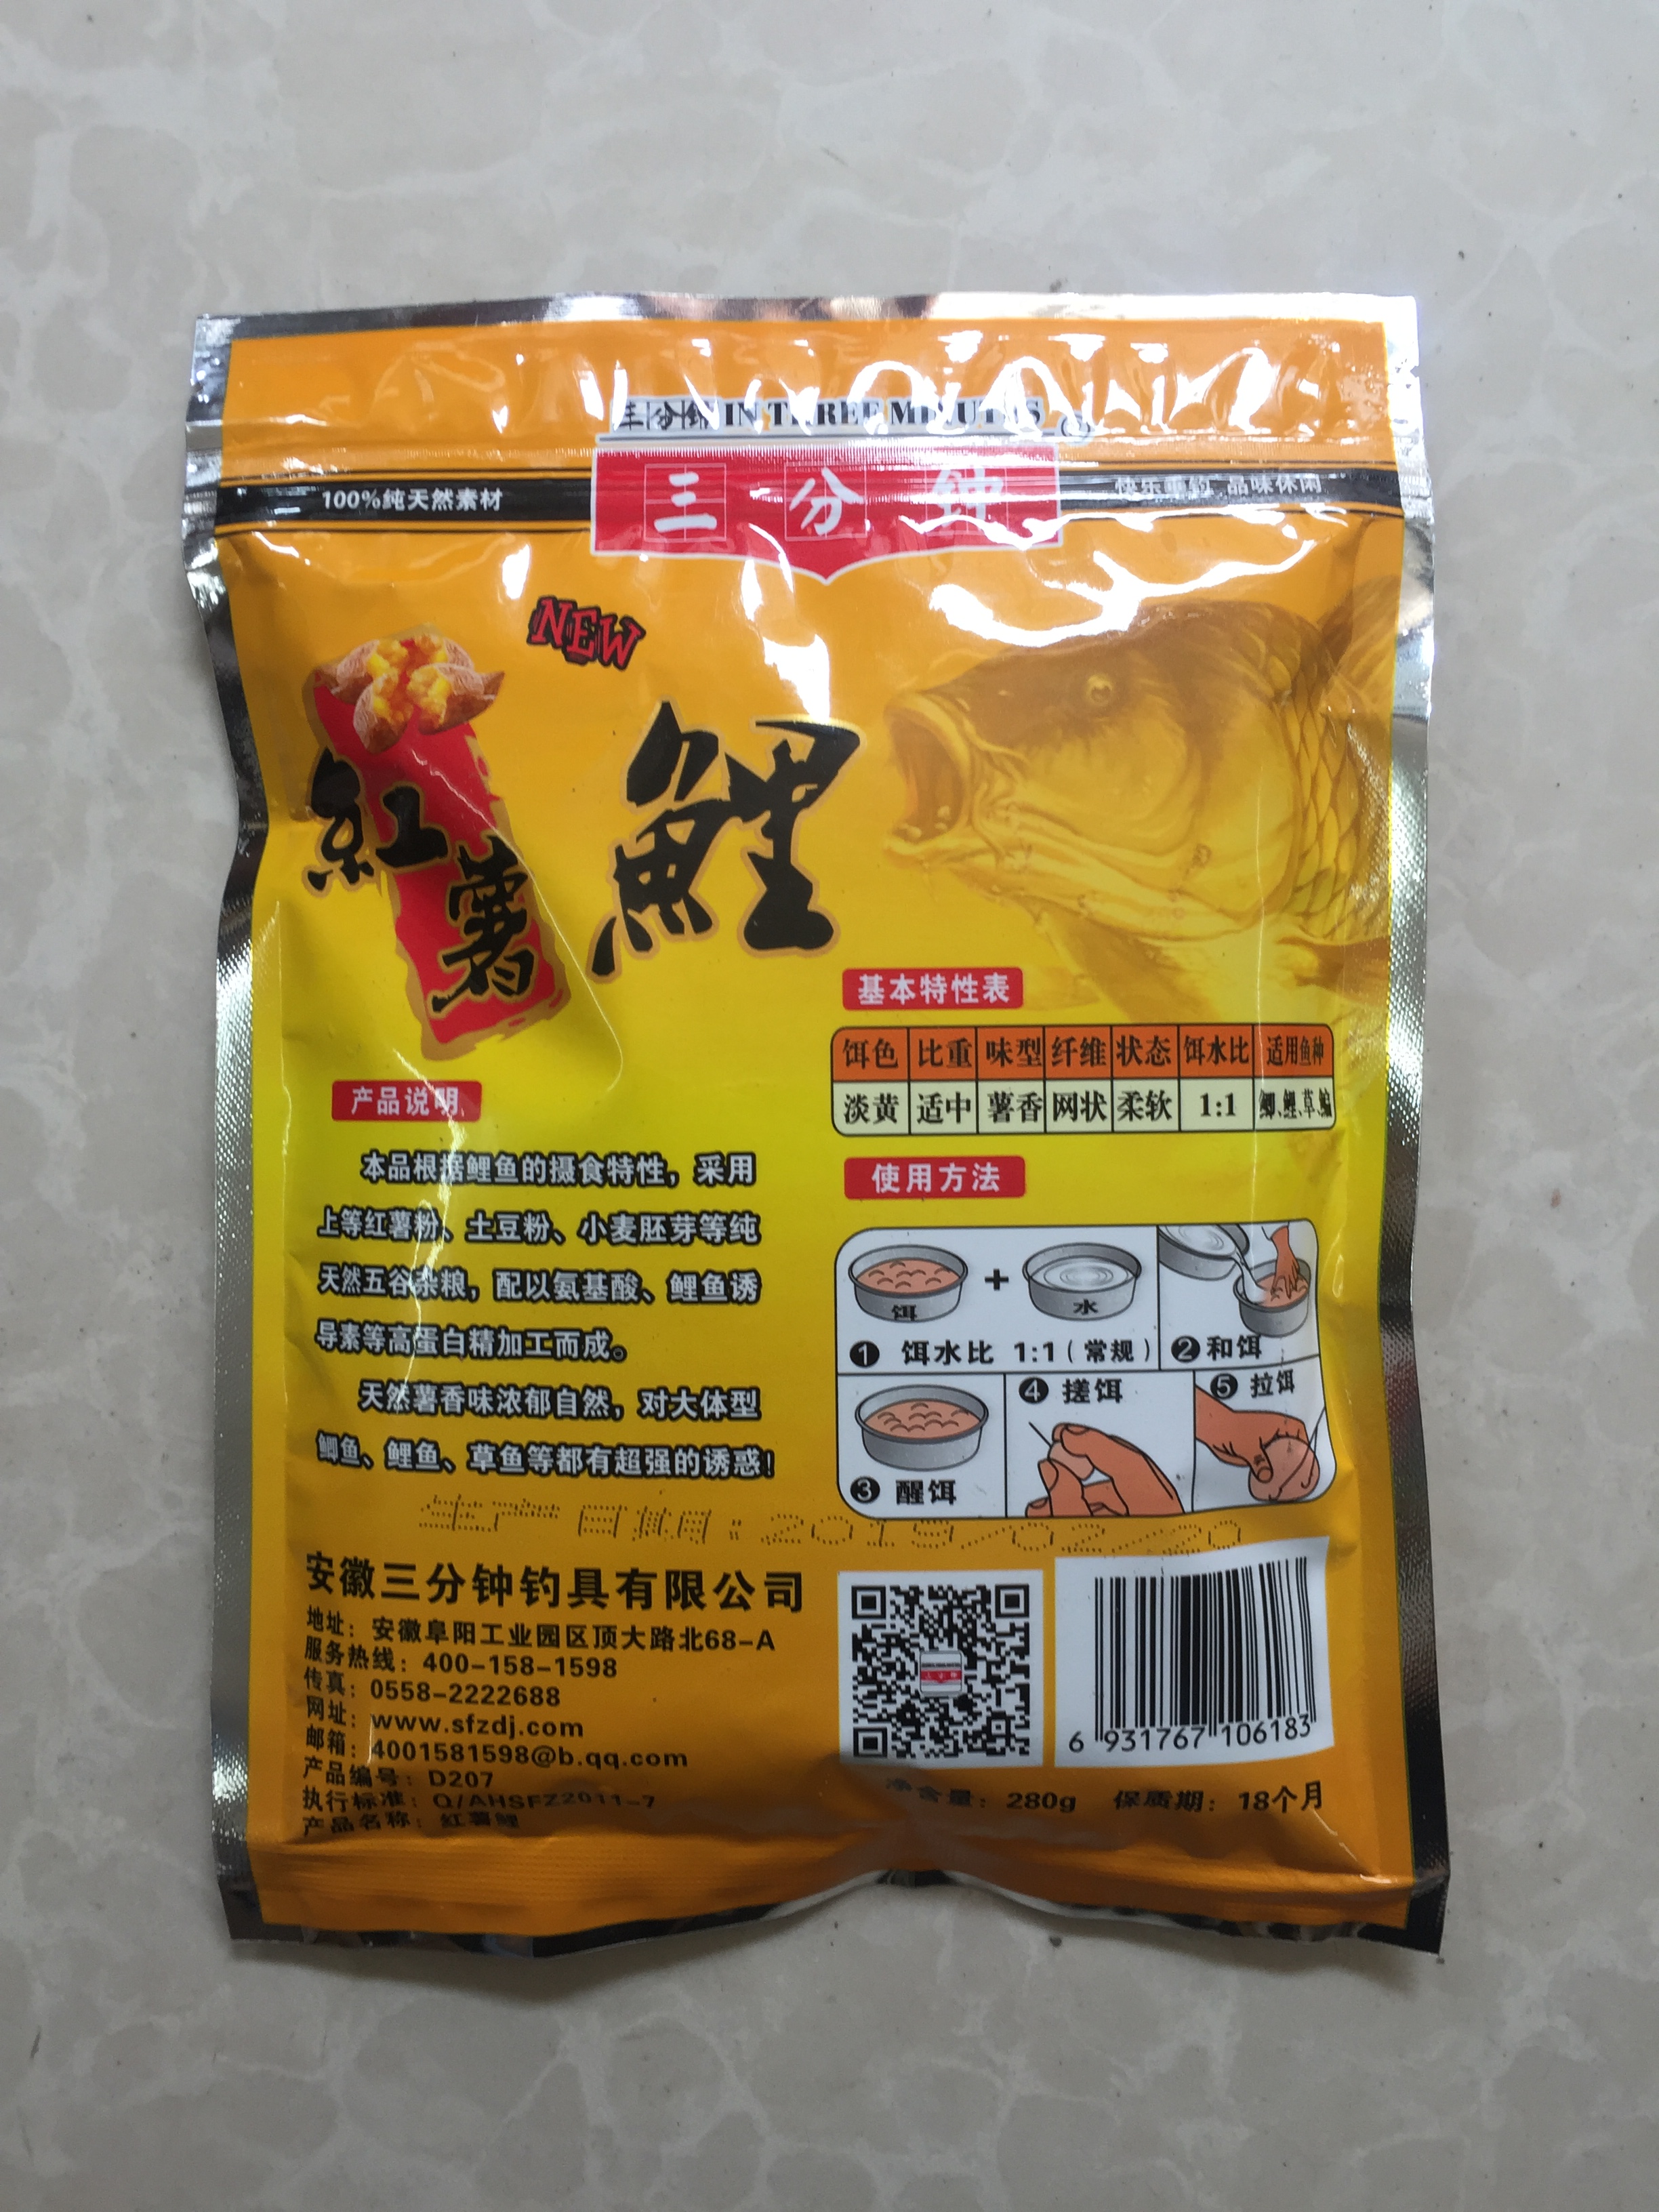 三分钟 IN THREE MINUTES
100%纯天然素材
三分钟
快乐垂钓 品味休闲
NEW
紅薯
鯉
基本特性表
饵色 比重 味型 纤维 状态 饵水比 适用鱼种
淡黄 适中 薯香 网状 柔软 1:1 鲫、鲤、草、鳊
产品说明
本品根据鲤鱼的摄食特性，采用
上等红薯粉、土豆粉、小麦胚芽等纯
天然五谷杂粮，配以氨基酸、鲤鱼诱
导素等高蛋白精加工而成。
天然薯香味浓郁自然，对大体型
鲫鱼、鲤鱼、草鱼等都有超强的诱惑！
使用方法
饵 + 水
❶ 饵水比 1:1（常规）
❷ 和饵
❸ 醒饵
❹ 搓饵
❺ 拉饵
生产日期：2019/02/20
安徽三分钟钓具有限公司
地址：安徽阜阳工业园区顶大路北68-A
服务热线：400-158-1598
传真：0558-2222688
网址：www.sfzdj.com
邮箱：4001581598@b.qq.com
产品编号：D207
执行标准：Q/AHSFZ2011-7
产品名称：紅薯鯉
6 931767 106183
净含量：280g 保质期：18个月